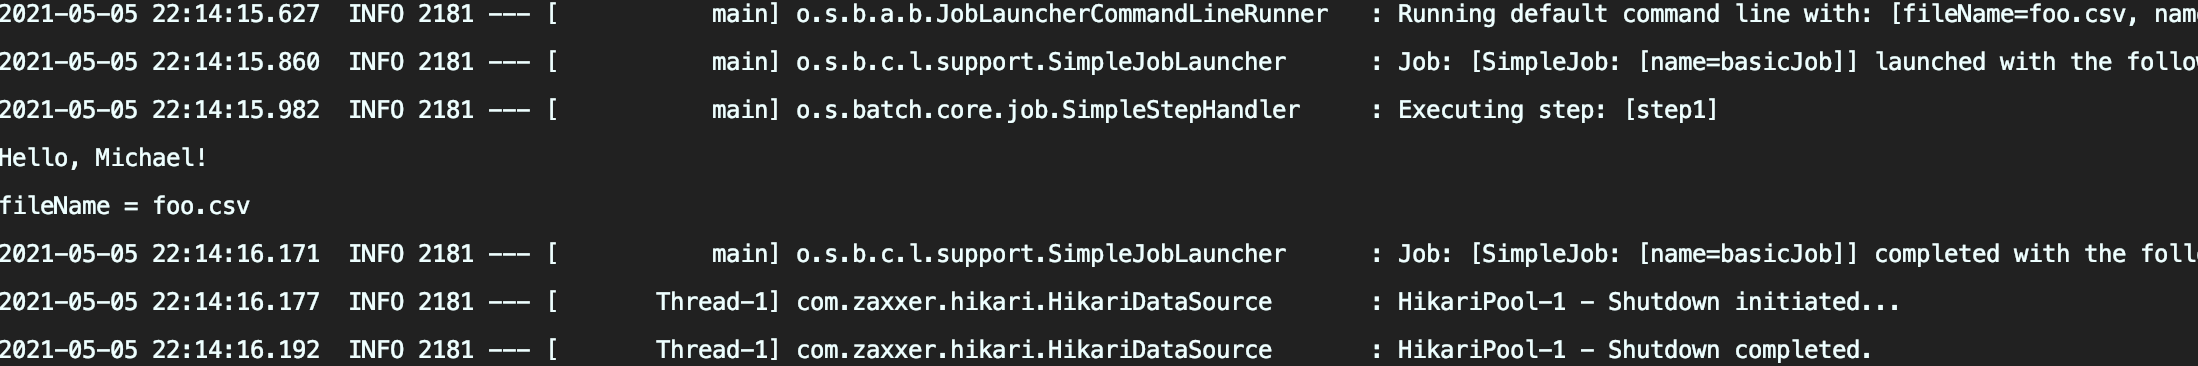 2021-05-05 22:14:15.627  INFO 2181 --- [           main] o.s.b.a.b.JobLauncherCommandLineRunner   : Running default command line with: [fileName=foo.csv,
2021-05-05 22:14:15.860  INFO 2181 --- [           main] o.s.b.c.l.support.SimpleJobLauncher      : Job: [SimpleJob: [name=basicJob]] launched with the
2021-05-05 22:14:15.982  INFO 2181 --- [           main] o.s.batch.core.job.SimpleStepHandler     : Executing step: [step1]
Hello, Michael!
fileName = foo.csv
2021-05-05 22:14:16.171  INFO 2181 --- [           main] o.s.b.c.l.support.SimpleJobLauncher      : Job: [SimpleJob: [name=basicJob]] completed with the
2021-05-05 22:14:16.177  INFO 2181 --- [       Thread-1] com.zaxxer.hikari.HikariDataSource       : HikariPool-1 - Shutdown initiated...
2021-05-05 22:14:16.192  INFO 2181 --- [       Thread-1] com.zaxxer.hikari.HikariDataSource       : HikariPool-1 - Shutdown completed.